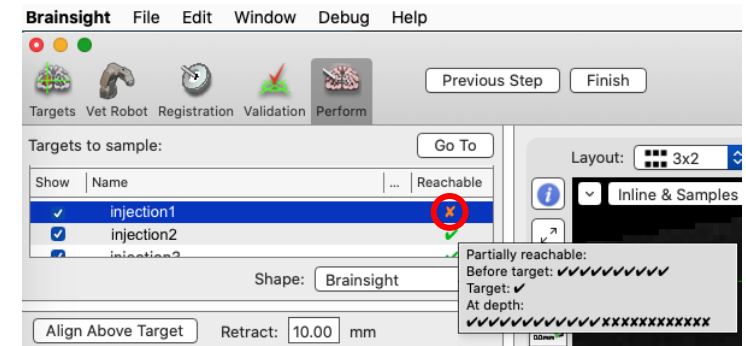 Brainsight File Edit Window Debug Help
Targets Vet Robot Registration Validation Perform
Previous Step Finish
Targets to sample: Go To
Layout: 3x2
Show Name ... Reachable
Inline & Samples
injection1 ✘
injection2 ✔
Partially reachable:
Before target: ✔✔✔✔✔✔✔✔✔✔
Target: ✔
At depth:
✔✔✔✔✔✔✔✔✔✔✔✔✘✘✘✘✘✘✘✘✘✘✘✘
Shape: Brainsight
Align Above Target Retract: 10.00 mm